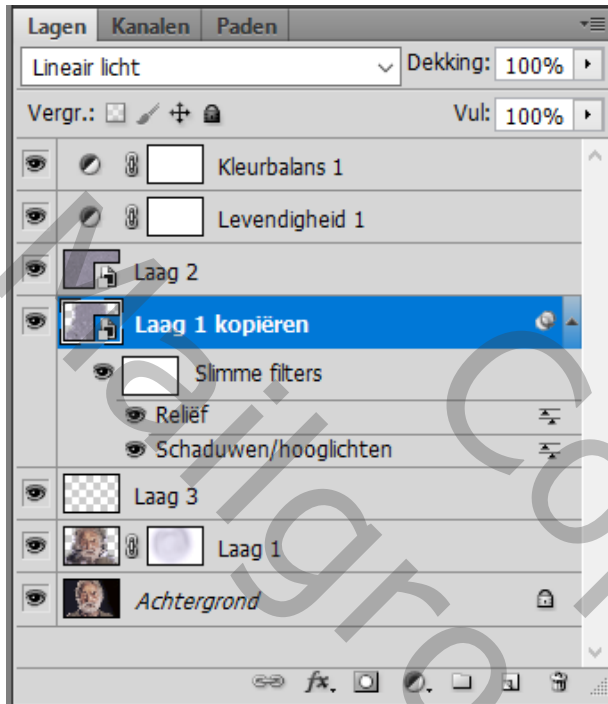 Lagen Kanalen Paden
Lineair licht Dekking: 100%
Vergr.: Vul: 100%
Kleurbalans 1
Levendigheid 1
Laag 2
Laag 1 kopiëren
Slimme filters
Reliëf
Schaduwen/hooglichten
Laag 3
Laag 1
Achtergrond
fx.